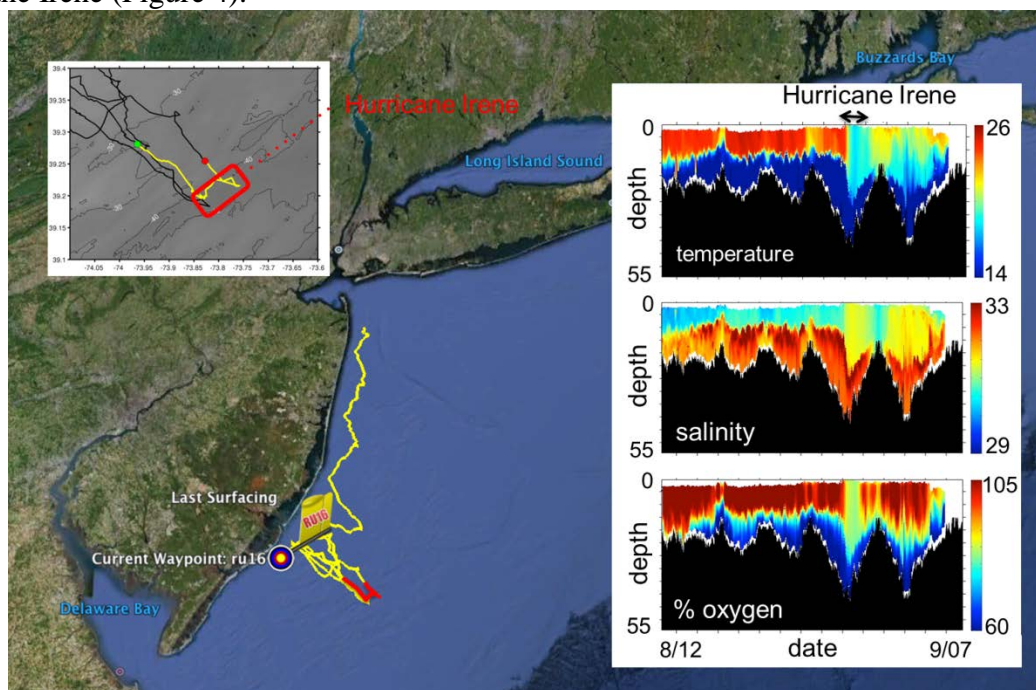 ne Irene (Figure 4).
Buzzards Bay
Hurricane Irene
Long Island Sound
39.4
39.35
39.3
39.25
39.2
39.15
39.1
-74.05 -74 -73.95 -73.9 -73.85 -73.8 -73.75 -73.7 -73.65 -73.6
Last Surfacing
RU16
Current Waypoint: ru16
Delaware Bay
Hurricane Irene
0
26
depth
temperature
55
14
0
33
depth
salinity
55
29
0
105
depth
% oxygen
55
60
8/12 date 9/07